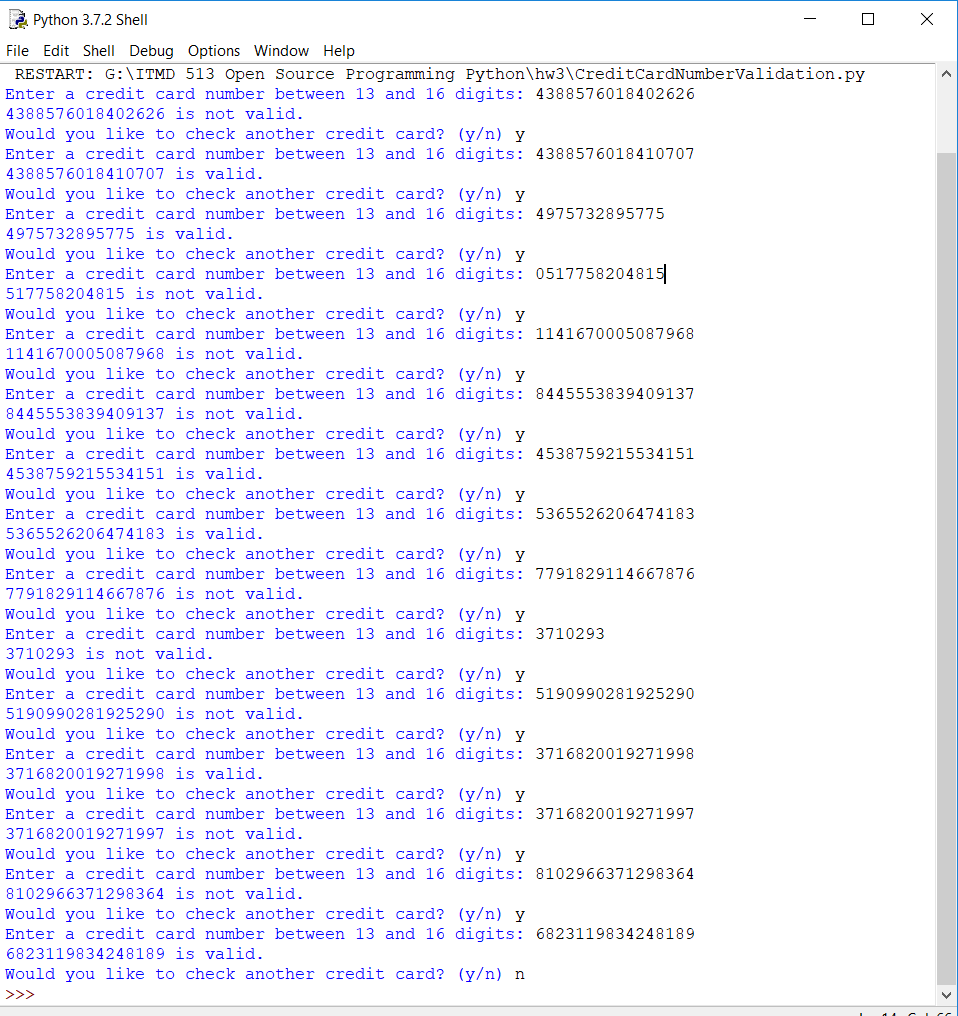 Python 3.7.2 Shell
File Edit Shell Debug Options Window Help
RESTART: G:\ITMD 513 Open Source Programming Python\hw3\CreditCardNumberValidation.py
Enter a credit card number between 13 and 16 digits: 4388576018402626
4388576018402626 is not valid.
Would you like to check another credit card? (y/n) y
Enter a credit card number between 13 and 16 digits: 4388576018410707
4388576018410707 is valid.
Would you like to check another credit card? (y/n) y
Enter a credit card number between 13 and 16 digits: 4975732895775
4975732895775 is valid.
Would you like to check another credit card? (y/n) y
Enter a credit card number between 13 and 16 digits: 0517758204815
517758204815 is not valid.
Would you like to check another credit card? (y/n) y
Enter a credit card number between 13 and 16 digits: 1141670005087968
1141670005087968 is not valid.
Would you like to check another credit card? (y/n) y
Enter a credit card number between 13 and 16 digits: 8445553839409137
8445553839409137 is not valid.
Would you like to check another credit card? (y/n) y
Enter a credit card number between 13 and 16 digits: 4538759215534151
4538759215534151 is valid.
Would you like to check another credit card? (y/n) y
Enter a credit card number between 13 and 16 digits: 5365526206474183
5365526206474183 is valid.
Would you like to check another credit card? (y/n) y
Enter a credit card number between 13 and 16 digits: 7791829114667876
7791829114667876 is not valid.
Would you like to check another credit card? (y/n) y
Enter a credit card number between 13 and 16 digits: 3710293
3710293 is not valid.
Would you like to check another credit card? (y/n) y
Enter a credit card number between 13 and 16 digits: 5190990281925290
5190990281925290 is not valid.
Would you like to check another credit card? (y/n) y
Enter a credit card number between 13 and 16 digits: 3716820019271998
3716820019271998 is valid.
Would you like to check another credit card? (y/n) y
Enter a credit card number between 13 and 16 digits: 3716820019271997
3716820019271997 is not valid.
Would you like to check another credit card? (y/n) y
Enter a credit card number between 13 and 16 digits: 8102966371298364
8102966371298364 is not valid.
Would you like to check another credit card? (y/n) y
Enter a credit card number between 13 and 16 digits: 6823119834248189
6823119834248189 is valid.
Would you like to check another credit card? (y/n) n
>>>